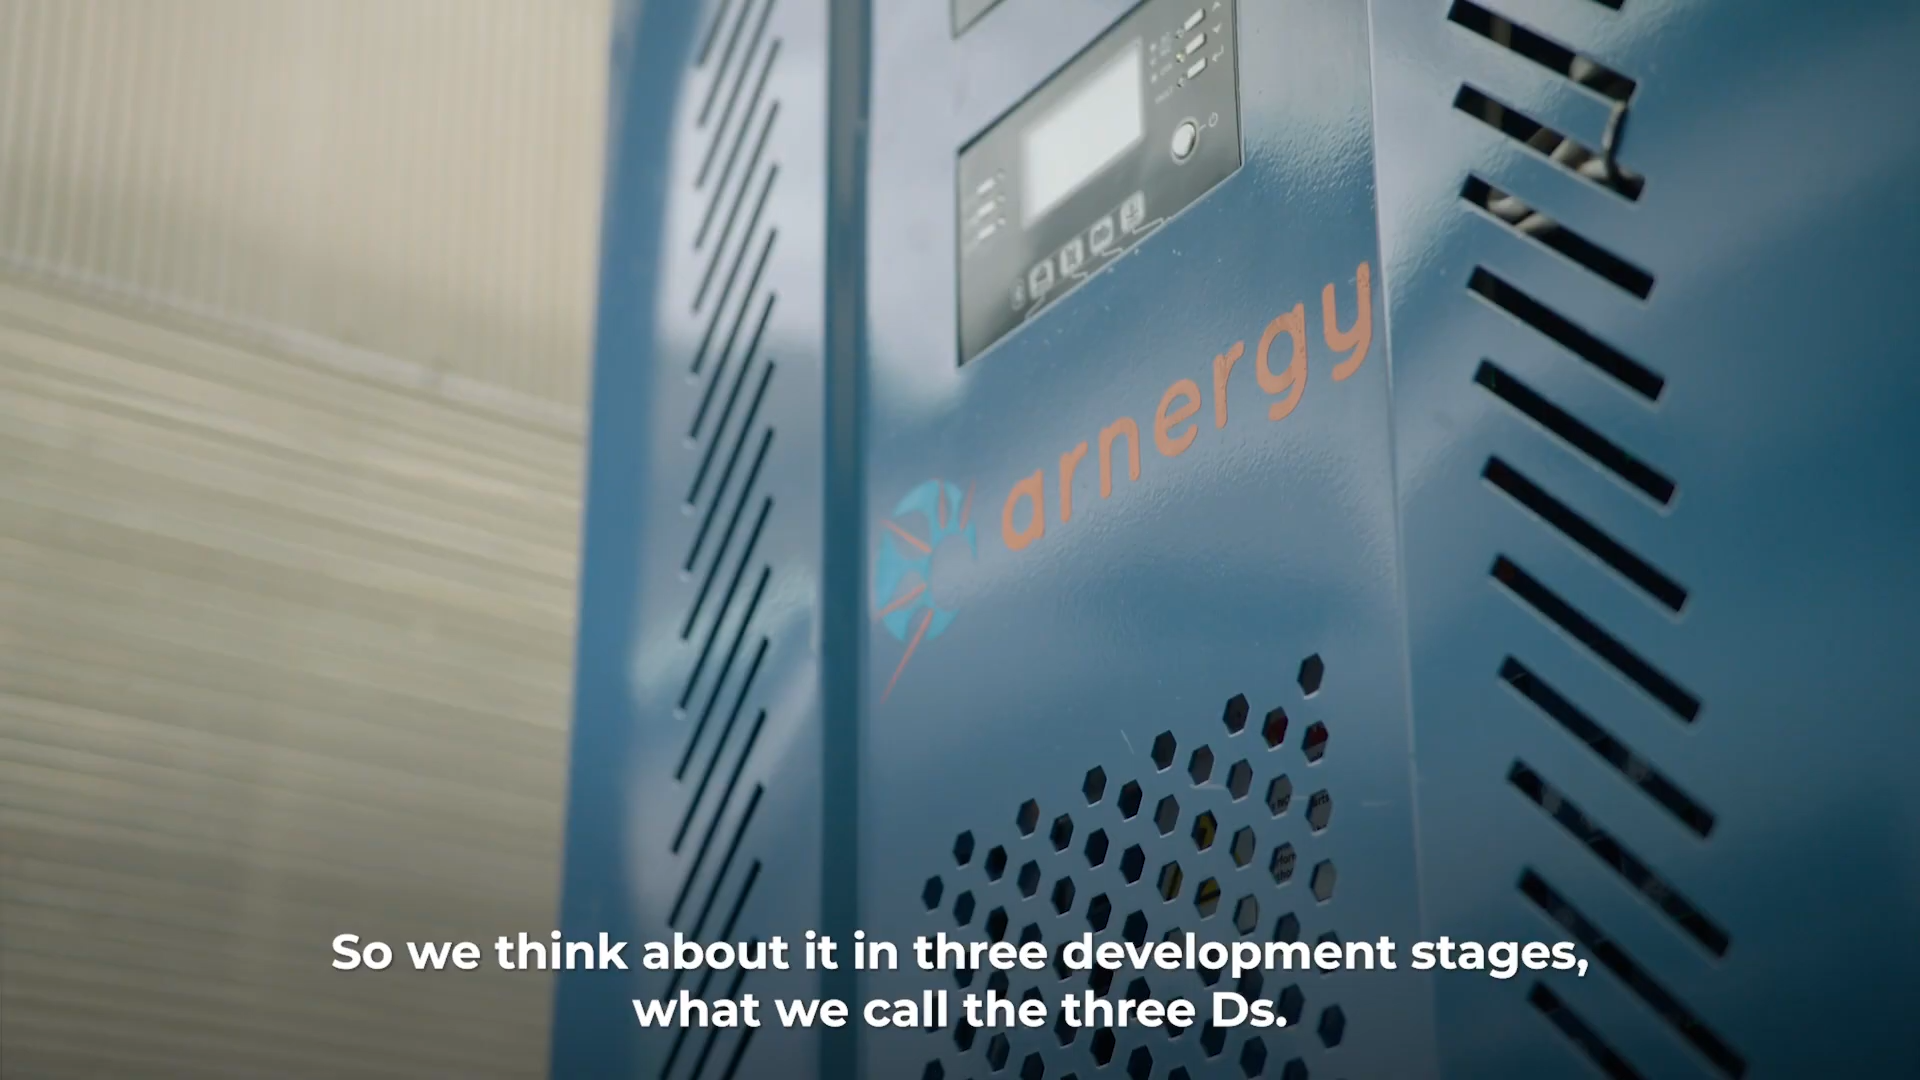 arnergy
So we think about it in three development stages,
what we call the three Ds.